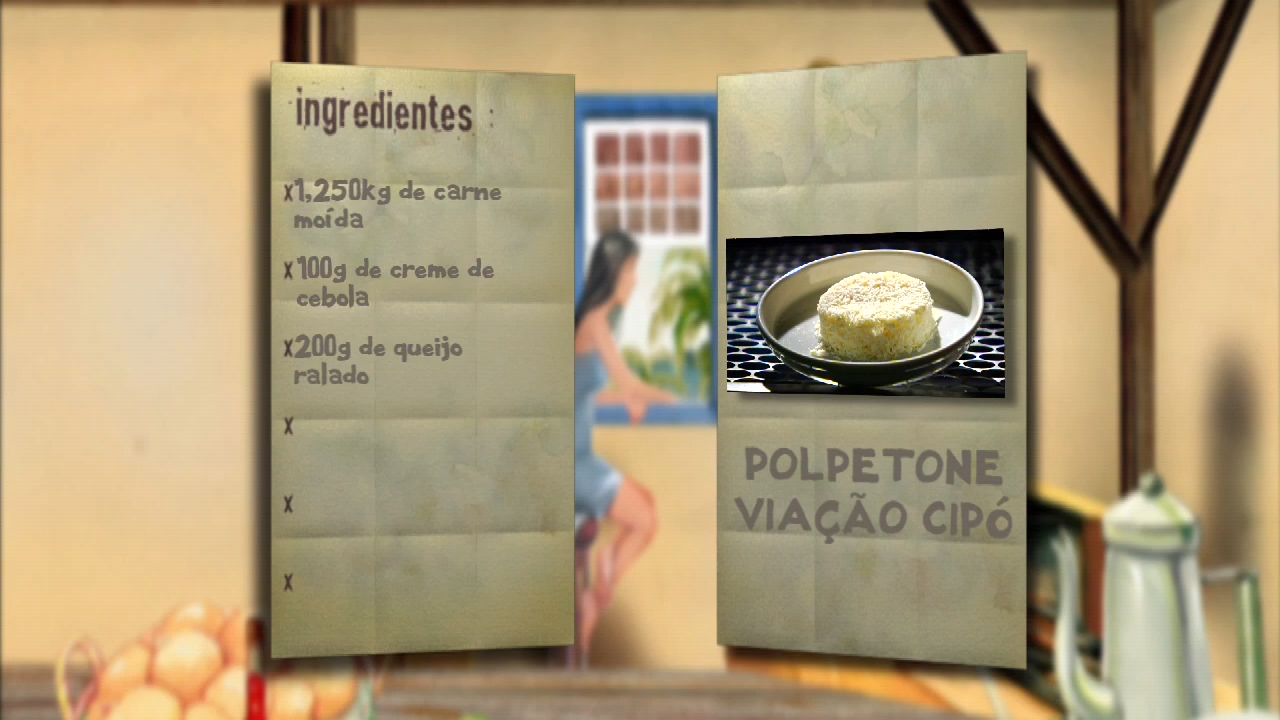 ingredientes :
x1,250kg de carne
moída
x100g de creme de
cebola
x200g de queijo
ralado
x
x
x
POLPETONE
VIAÇÃO CIPÓ